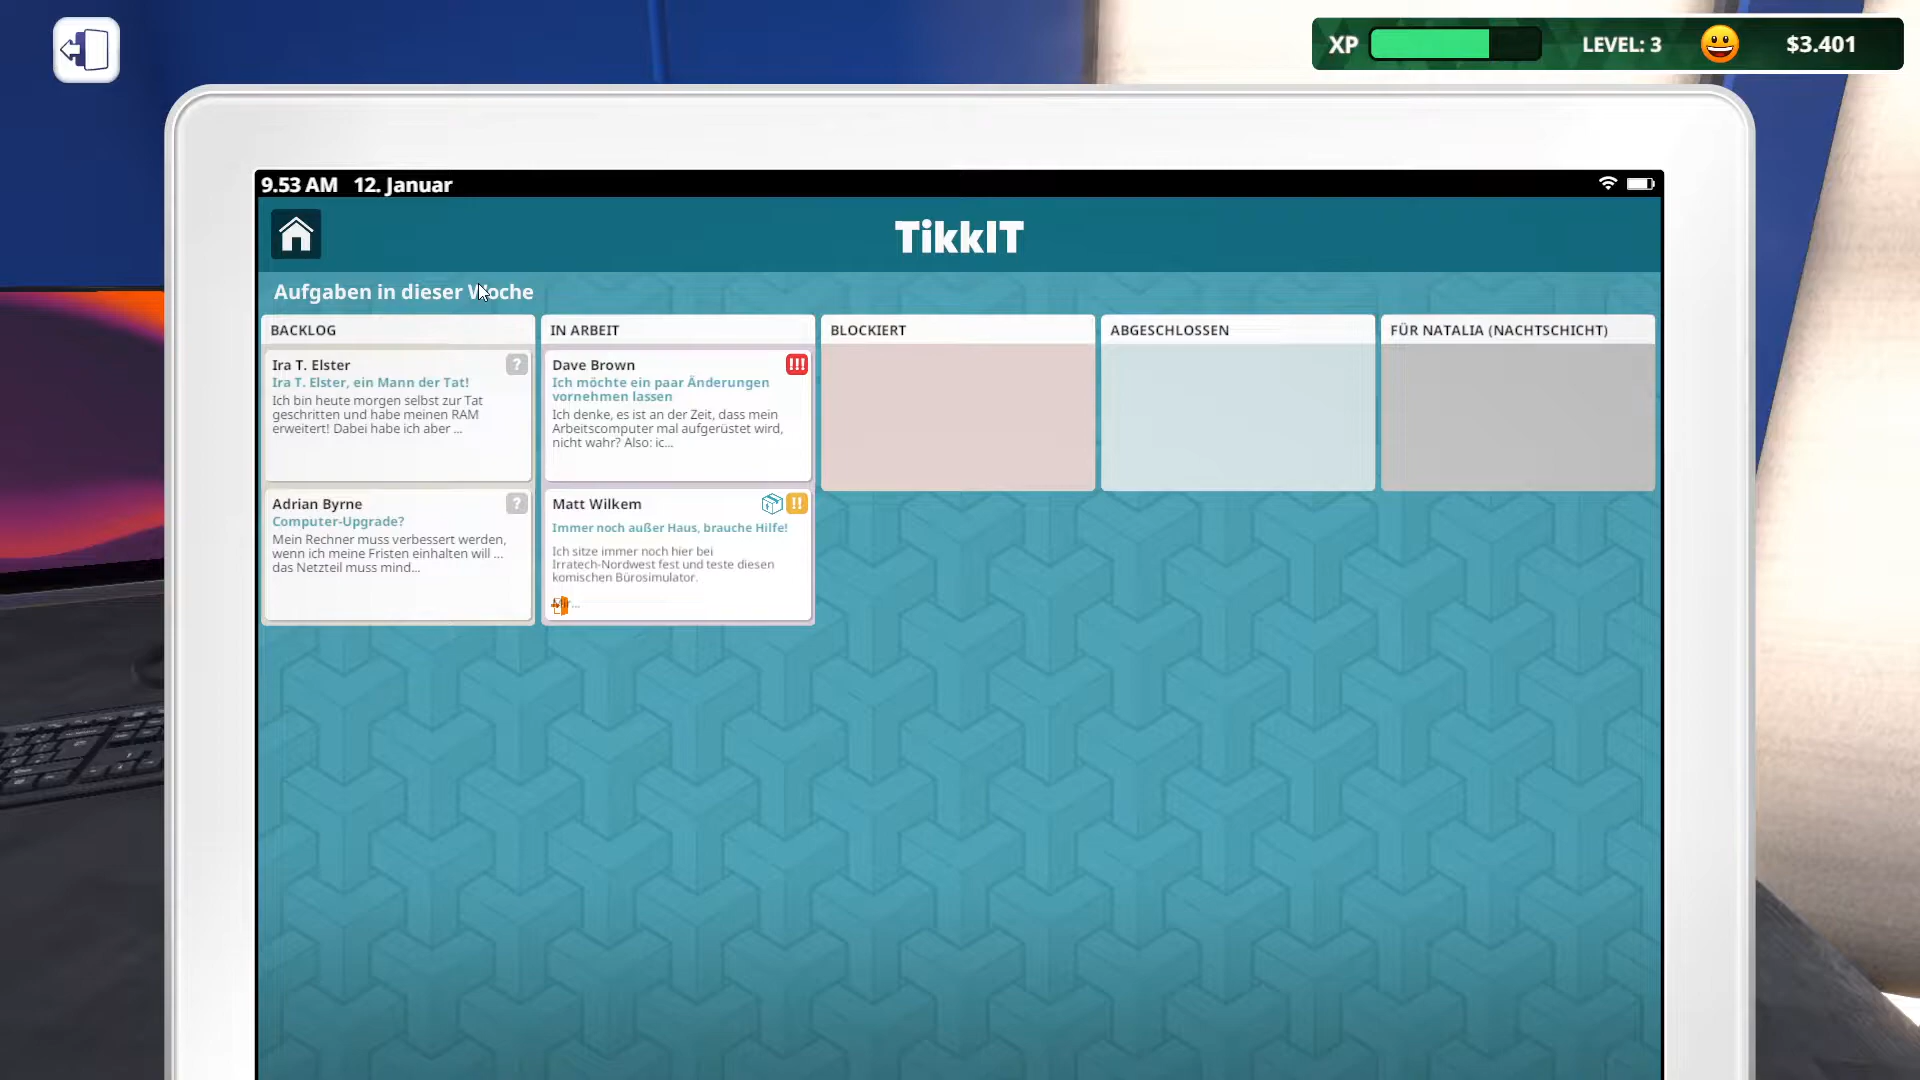 XP
LEVEL: 3
$3.401
9.53 AM 12. Januar
TikkIT
Aufgaben in dieser Woche
BACKLOG
Ira T. Elster
?
Ira T. Elster, ein Mann der Tat!
Ich bin heute morgen selbst zur Tat
geschritten und habe meinen RAM
erweitert! Dabei habe ich aber ...
Adrian Byrne
?
Computer-Upgrade?
Mein Rechner muss verbessert werden,
wenn ich meine Fristen einhalten will ...
das Netzteil muss mind...
IN ARBEIT
Dave Brown
!!!
Ich möchte ein paar Änderungen
vornehmen lassen
Ich denke, es ist an der Zeit, dass mein
Arbeitscomputer mal aufgerüstet wird,
nicht wahr? Also: ic...
Matt Wilkem
!!
Immer noch außer Haus, brauche Hilfe!
Ich sitze immer noch hier bei
Irratech-Nordwest fest und teste diesen
komischen Bürosimulator.
BLOCKIERT
ABGESCHLOSSEN
FÜR NATALIA (NACHTSCHICHT)